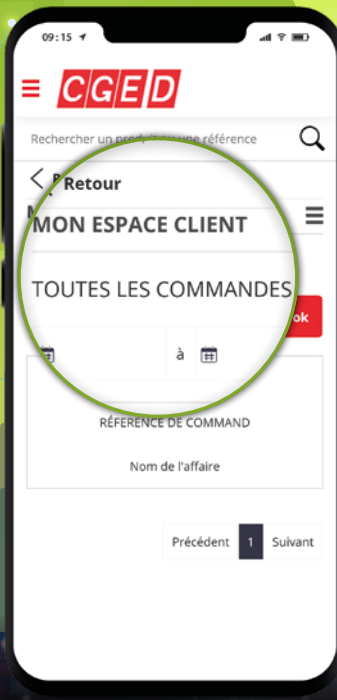 09:15
CGED
Rechercher un produit ou une référence
Retour
MON ESPACE CLIENT
TOUTES LES COMMANDES
ok
à
RÉFERENCE DE COMMAND
Nom de l'affaire
Précédent 1 Suivant